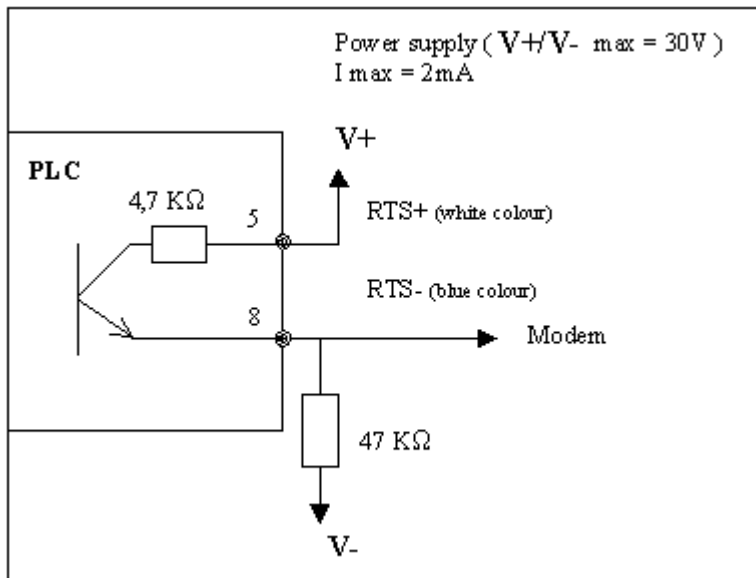 Power supply ( V+/V- max = 30V )
I max = 2mA
V+
PLC
4,7 KΩ
5
RTS+ (white colour)
RTS- (blue colour)
8
Modem
47 KΩ
V-